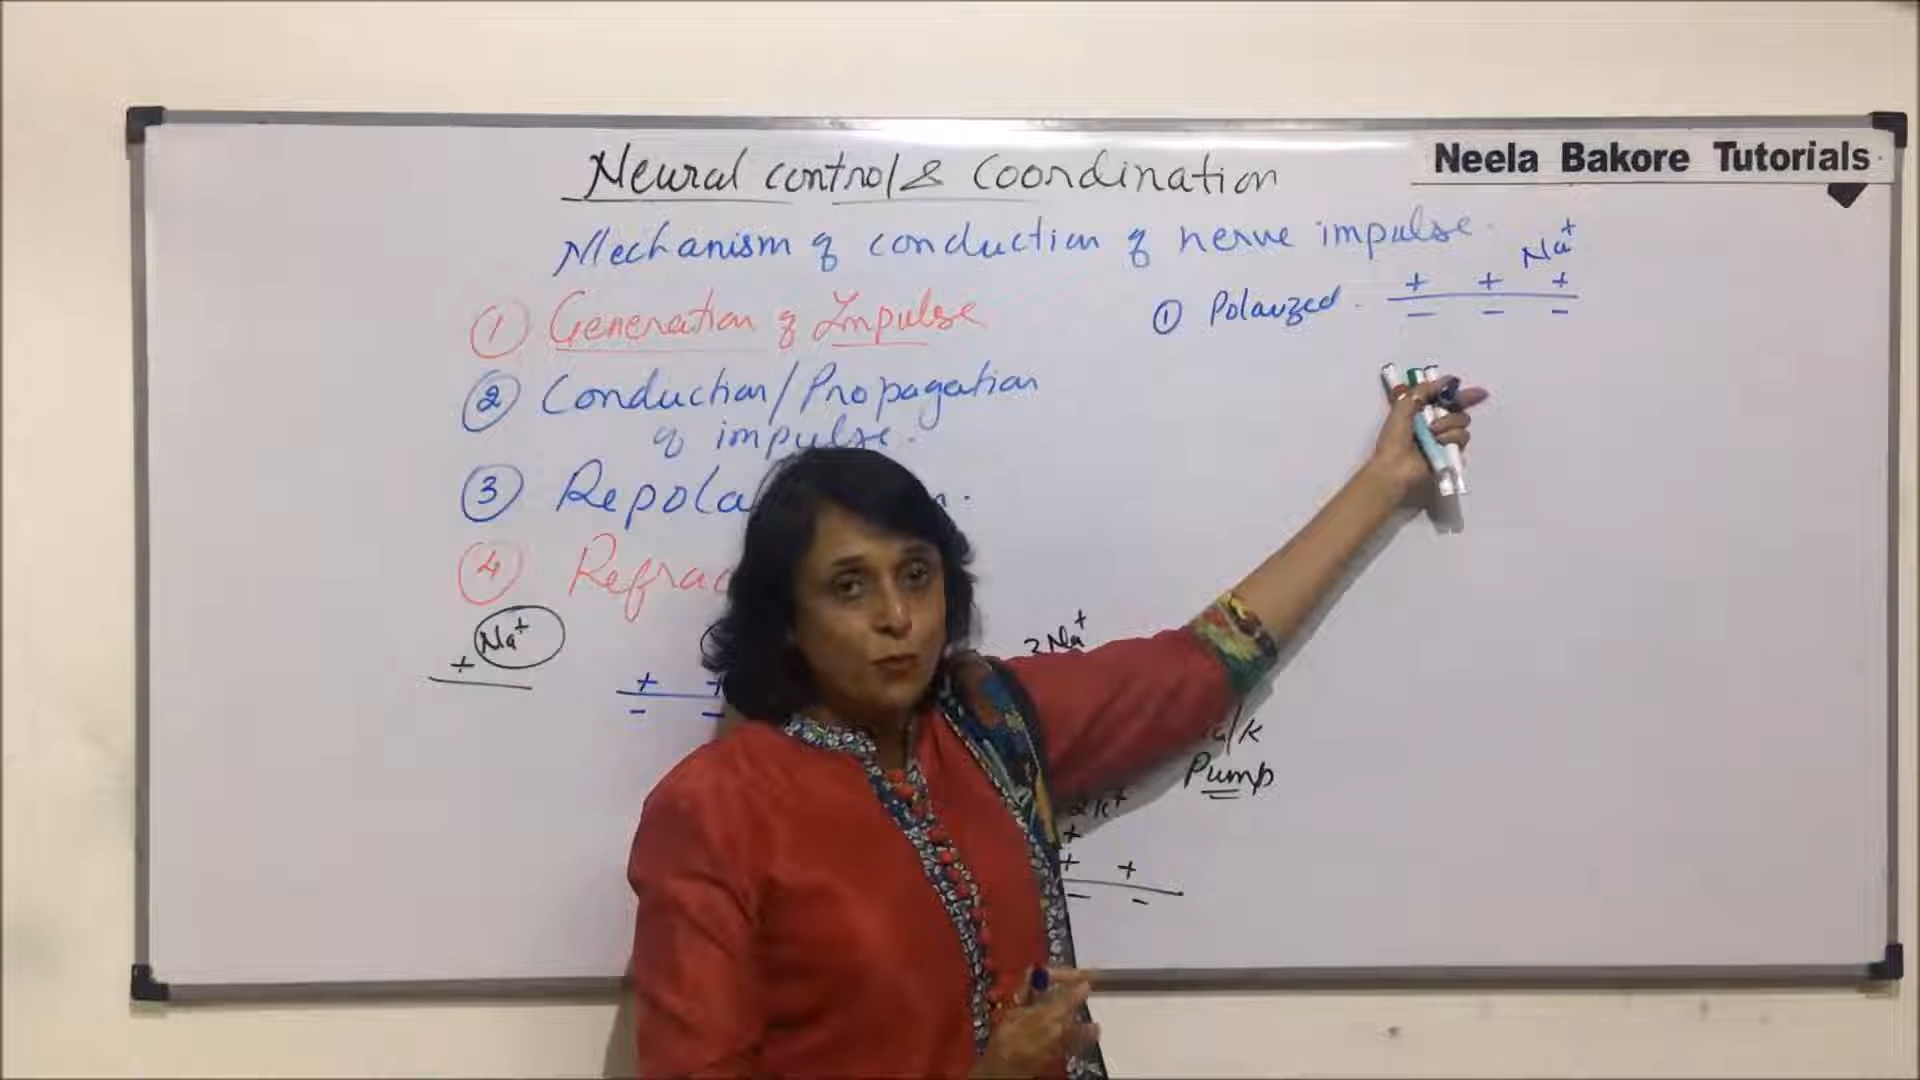 Neela Bakore Tutorials
Neural control & Coordination
Mechanism of conduction of nerve impulse.
① Generation of Impulse
② Conduction/Propagation
of impulse.
③ Repola
④ Refrac
① Polarized.
Na+
+ + +
− − −
+ Na+
+ +
- -
3Na+
a/k
Pump
2K+
+
+ +
− −